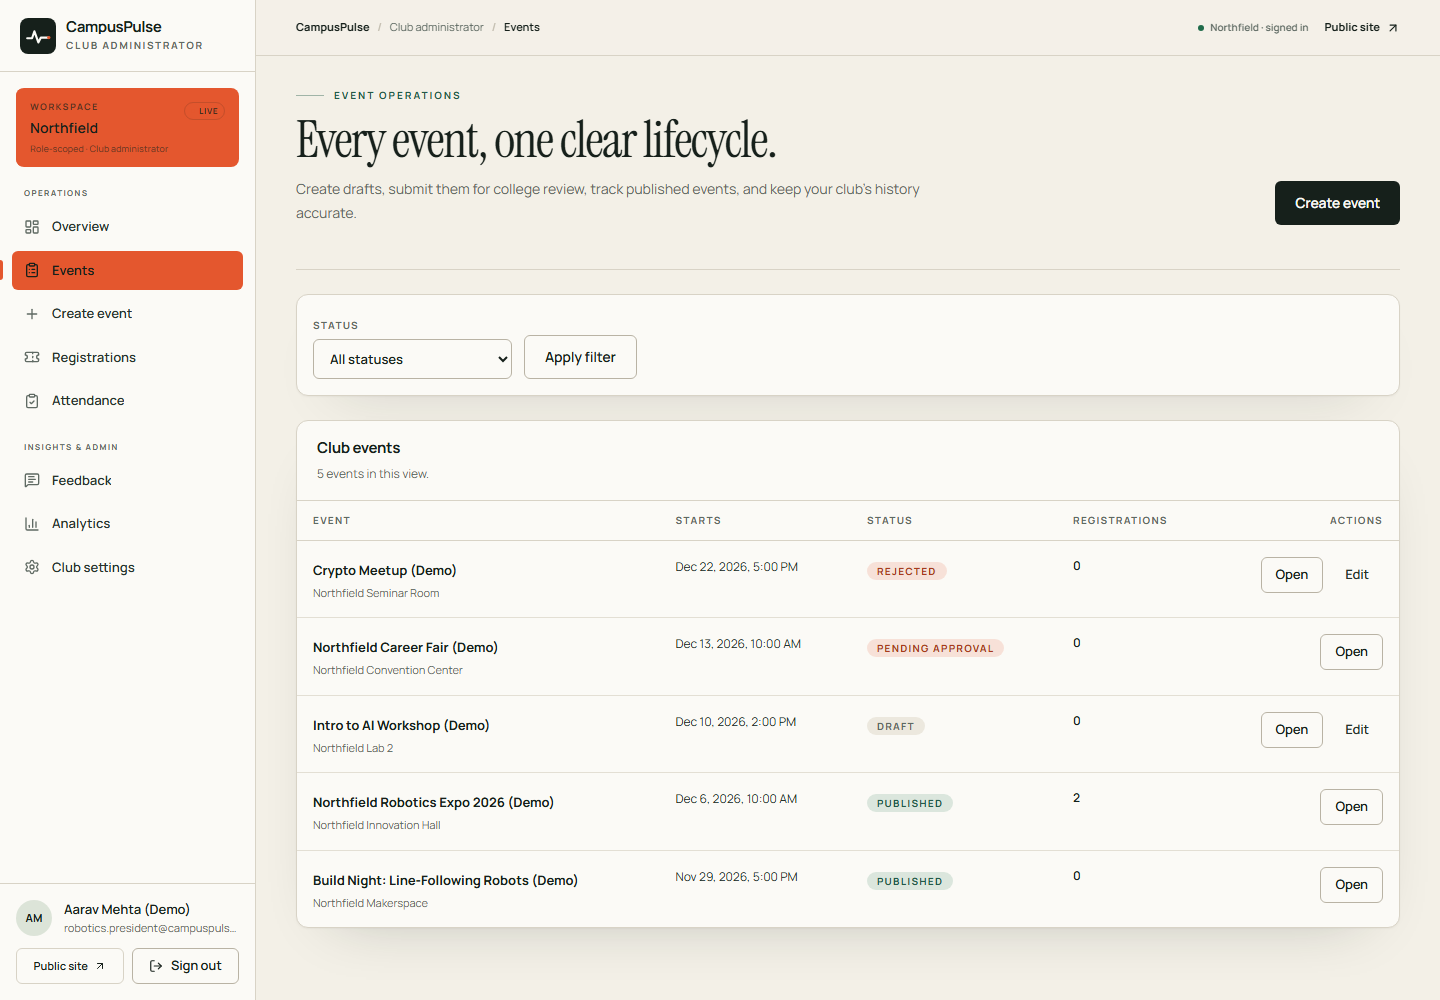 CampusPulse
CLUB ADMINISTRATOR
WORKSPACE
LIVE
Northfield
Role-scoped · Club administrator
OPERATIONS
Overview
Events
Create event
Registrations
Attendance
INSIGHTS & ADMIN
Feedback
Analytics
Club settings
AM
Aarav Mehta (Demo)
robotics.president@campuspuls...
Public site
Sign out
CampusPulse / Club administrator / Events
Northfield · signed in
Public site
EVENT OPERATIONS
Every event, one clear lifecycle.
Create drafts, submit them for college review, track published events, and keep your club's history
accurate.
Create event
STATUS
All statuses
Apply filter
Club events
5 events in this view.
EVENT STARTS STATUS REGISTRATIONS ACTIONS
Crypto Meetup (Demo) Dec 22, 2026, 5:00 PM REJECTED 0 Open Edit
Northfield Seminar Room
Northfield Career Fair (Demo) Dec 13, 2026, 10:00 AM PENDING APPROVAL 0 Open
Northfield Convention Center
Intro to AI Workshop (Demo) Dec 10, 2026, 2:00 PM DRAFT 0 Open Edit
Northfield Lab 2
Northfield Robotics Expo 2026 (Demo) Dec 6, 2026, 10:00 AM PUBLISHED 2 Open
Northfield Innovation Hall
Build Night: Line-Following Robots (Demo) Nov 29, 2026, 5:00 PM PUBLISHED 0 Open
Northfield Makerspace